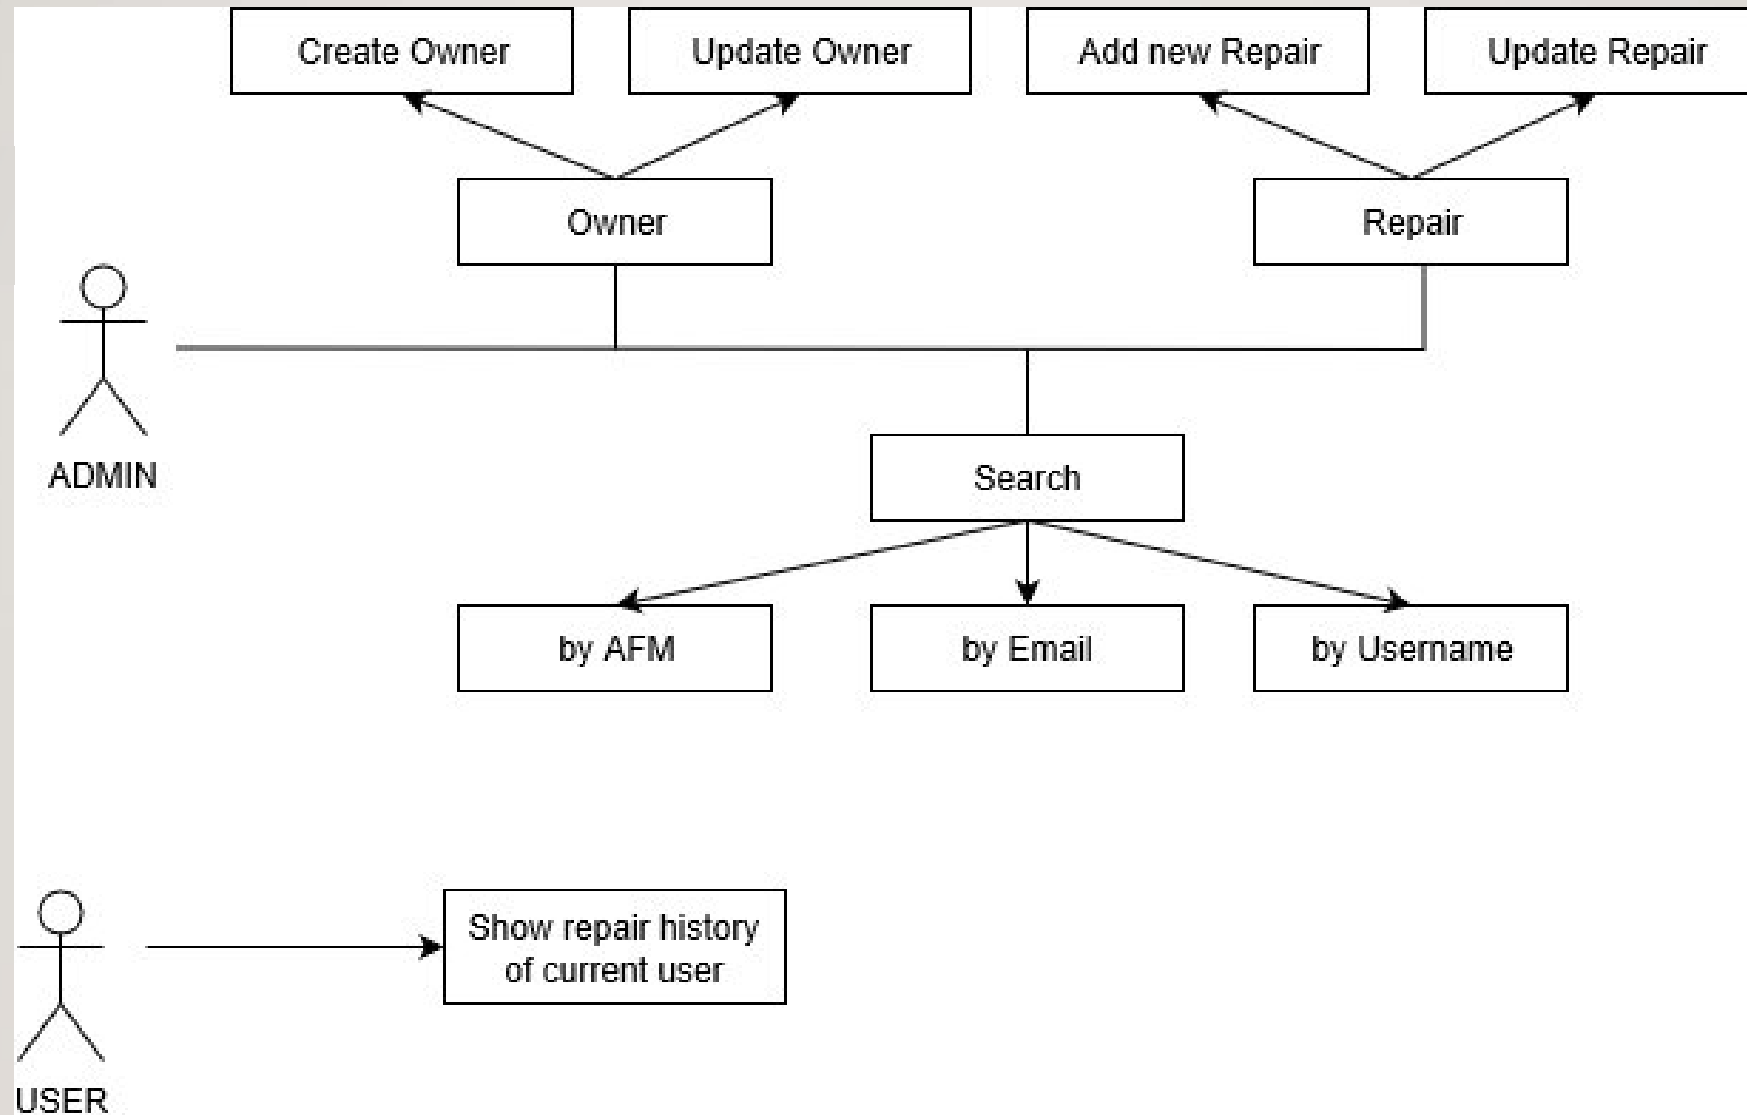 Create Owner
Update Owner
Add new Repair
Update Repair
Owner
Repair
ADMIN
Search
by AFM
by Email
by Username
Show repair history
of current user
USER